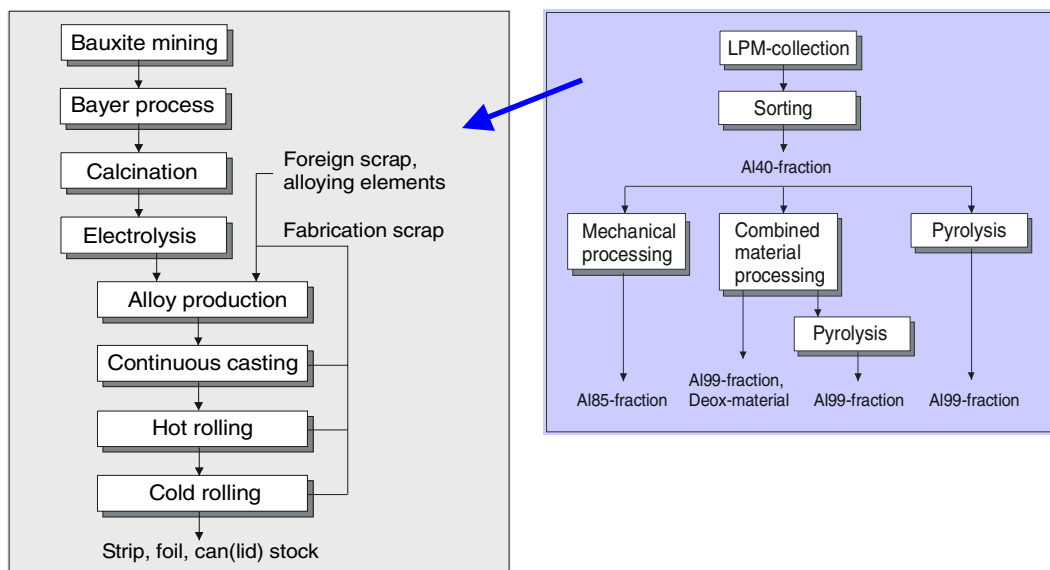 Bauxite mining
Bayer process
Calcination
Foreign scrap,
alloying elements
Electrolysis
Fabrication scrap
Alloy production
Continuous casting
Hot rolling
Cold rolling
Strip, foil, can(lid) stock
LPM-collection
Sorting
Al40-fraction
Mechanical
processing
Combined
material
processing
Pyrolysis
Pyrolysis
Al85-fraction
Al99-fraction,
Deox-material
Al99-fraction
Al99-fraction